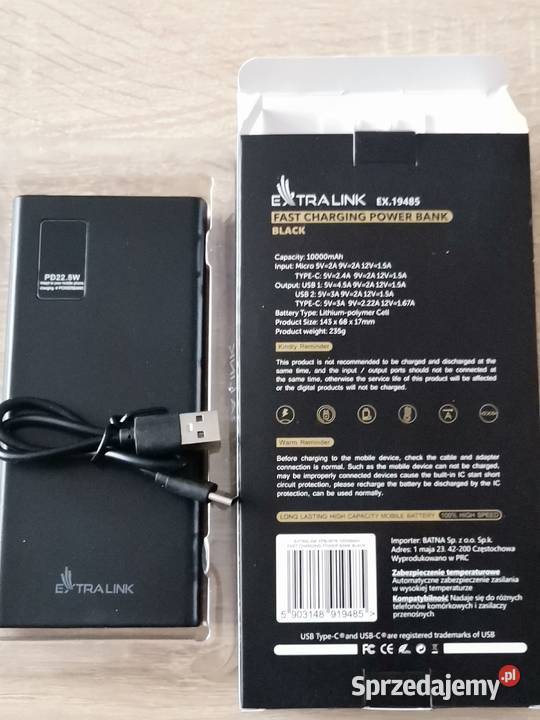 PD22.5W
EXTRALINK
EXTRALINK EX.19485
FAST CHARGING POWER BANK
BLACK
Capacity: 10000mAh
Input: Micro 5V=2A 9V=2A 12V=1.5A
TYPE-C: 5V=2.4A 9V=2A 12V=1.5A
Output: USB 1: 5V=4.5A 9V=2A 12V=1.5A
USB 2: 5V=3A 9V=2A 12V=1.5A
TYPE-C: 5V=3A 9V=2.22A 12V=1.67A
Battery Type: Lithium-polymer Cell
Product Size: 143 x 68 x 17mm
Product weight: 235g
Kindly Reminder
This product is not recommended to be charged and discharged at
the same time, and the input / output ports should not be connected at
the same time, otherwise the service life of this product will be affected
or the digital products will not be charged.
Warm Reminder
Before charging to the mobile device, check the cable and adapter
connection is normal. Such as the mobile device can not be charged,
may be improperly connected devices cause the built-in IC start short
circuit protection, please recharge the battery be discharged by the IC
protection, can be used normally.
LONG LASTING HIGH CAPACITY MOBILE BATTERY 100% HIGH SPEED
FAST CHARGING POWER BANK BLACK
5 903148 919485 >
Importer: BATNA Sp. z o.o. Sp.k.
Adres: 1 maja 23. 42-200 Częstochowa
Wyprodukowano w PRC
Zabezpieczenie temperaturowe
Automatyczne zabezpieczenie zasilania
w wysokiej temperaturze
Kompatybilność Nadaje się do różnych
telefonów komórkowych i zasilaczy
przenośnych
USB Type-C® and USB-C® are registered trademarks of USB
FC CE
Sprzedajemy.pl